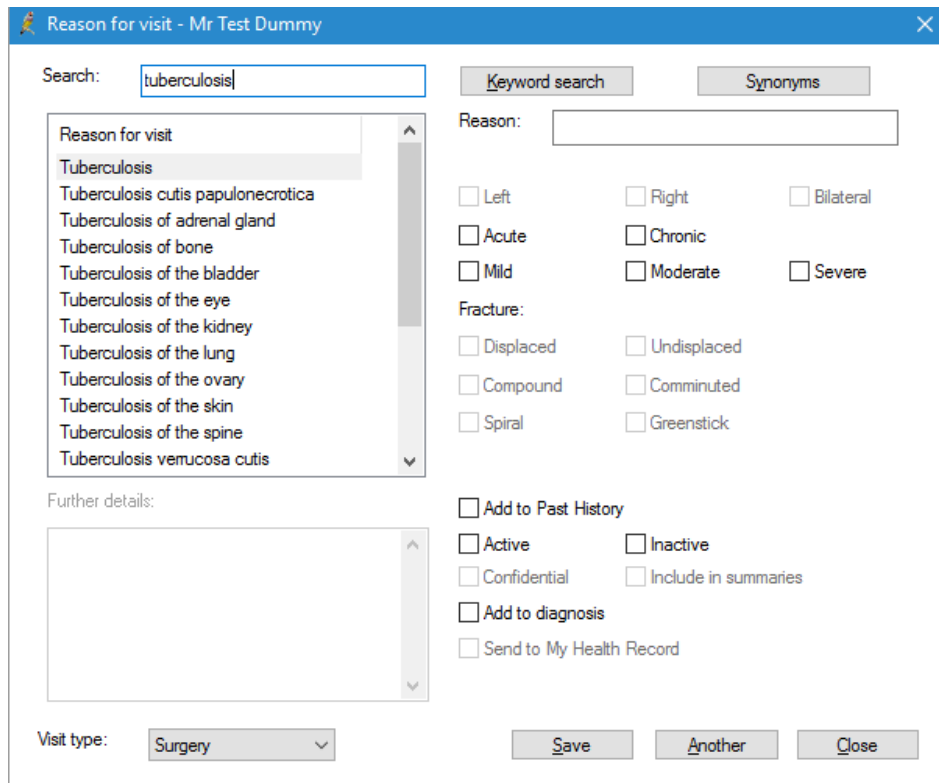 Reason for visit - Mr Test Dummy
Search: tuberculosis Keyword search Synonyms
Reason for visit
Tuberculosis
Tuberculosis cutis papulonecrotica
Tuberculosis of adrenal gland
Tuberculosis of bone
Tuberculosis of the bladder
Tuberculosis of the eye
Tuberculosis of the kidney
Tuberculosis of the lung
Tuberculosis of the ovary
Tuberculosis of the skin
Tuberculosis of the spine
Tuberculosis verrucosa cutis
Further details:
Reason:
Left Right Bilateral
Acute Chronic
Mild Moderate Severe
Fracture:
Displaced Undisplaced
Compound Comminuted
Spiral Greenstick
Add to Past History
Active Inactive
Confidential Include in summaries
Add to diagnosis
Send to My Health Record
Visit type: Surgery Save Another Close